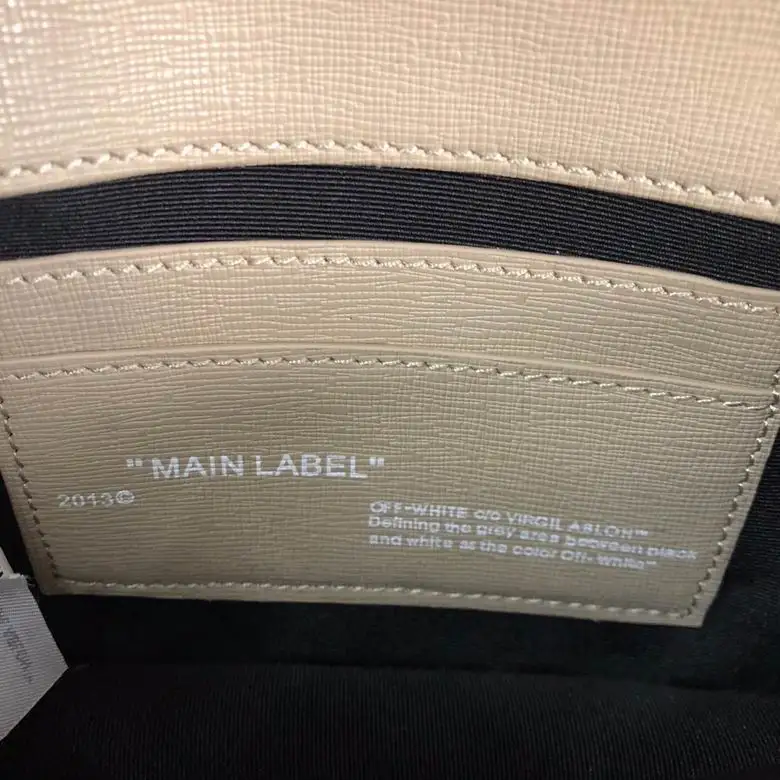 " MAIN LABEL"
2013©
OFF-WHITE c/o VIRGIL ABLOH™
Defining the grey area between black
and white as the color Off-White"